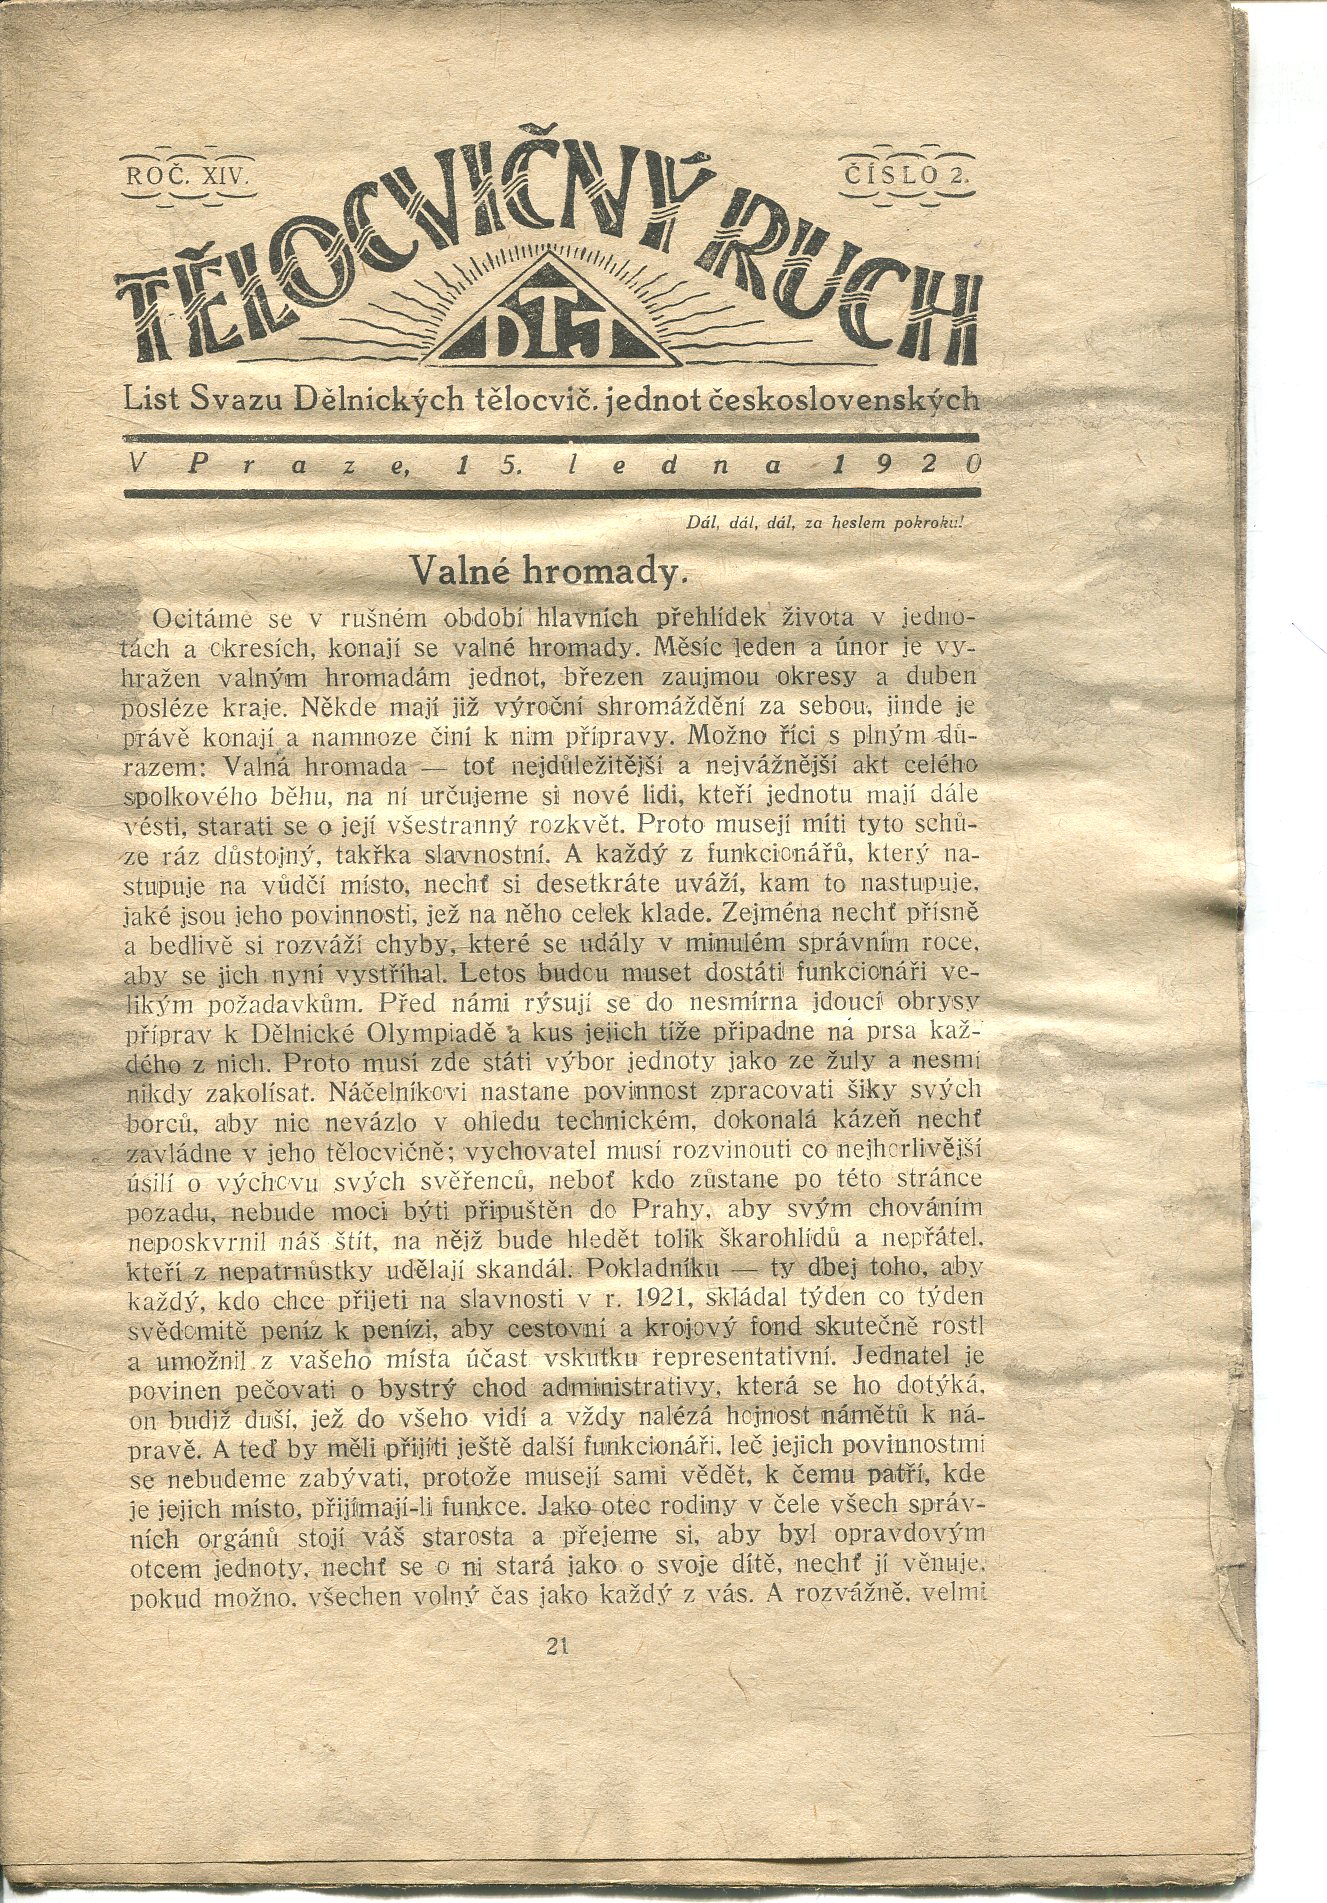 ROČ. XIV.
ČÍSLO 2.
TĚLOCVIČNÝ RUCH
DTJ
List Svazu Dělnických tělocvič. jednot československých
V Praze, 15. ledna 1920
Dál, dál, dál, za heslem pokroku!
Valné hromady.
Ocitáme se v rušném období hlavních přehlídek života v jedno-
tách a okresích, konají se valné hromady. Měsíc leden a únor je vy-
hražen valným hromadám jednot, březen zaujmou okresy a duben
posléze kraje. Někde mají již výroční shromáždění za sebou, jinde je
právě konají a namnoze činí k nim přípravy. Možno říci s plným dů-
razem: Valná hromada — toť nejdůležitější a nejvážnější akt celého
spolkového běhu, na ní určujeme si nové lidi, kteří jednotu mají dále
vésti, starati se o její všestranný rozkvět. Proto musejí míti tyto schů-
ze ráz důstojný, takřka slavnostní. A každý z funkcionářů, který na-
stupuje na vůdčí místo, nechť si desetkráte uváží, kam to nastupuje,
jaké jsou jeho povinnosti, jež na něho celek klade. Zejména nechť přísně
a bedlivě si rozváží chyby, které se udály v minulém správním roce,
aby se jich nyní vystříhal. Letos budou muset dostáti funkcionáři ve-
likým požadavkům. Před námi rýsují se do nesmírna jdoucí obrysy
příprav k Dělnické Olympiadě a kus jejich tíže připadne na prsa kaž-
dého z nich. Proto musí zde státi výbor jednoty jako ze žuly a nesmí
nikdy zakolísať. Náčelníkovi nastane povinnost zpracovati šiky svých
borců, aby nic nevázlo v ohledu technickém, dokonalá kázeň nechť
zavládne v jeho tělocvičně; vychovatel musí rozvinouti co nejhorlivější
úsilí o výchovu svých svěřenců, neboť kdo zůstane po této stránce
pozadu, nebude moci býti připuštěn do Prahy, aby svým chováním
neposkvrnil náš štít, na nějž bude hledět tolik škarohlídů a nepřátel,
kteří z nepatrnůstky udělají skandál. Pokladníku — ty dbej toho, aby
každý, kdo chce přijeti na slavnosti v r. 1921, skládal týden co týden
svědomitě peníz k penízi, aby cestovní a krojový fond skutečně rostl
a umožnil z vašeho místa účast vskutku representativní. Jednatel je
povinen pečovati o bystrý chod administrativy, která se ho dotýká,
on budiž duší, jež do všeho vidí a vždy nalézá hojnost námětů k ná-
pravě. A teď by měli přijíti ještě další funkcionáři, leč jejich povinnostmi
se nebudeme zabývati, protože musejí sami vědět, k čemu patří, kde
je jejich místo, přijímají-li funkce. Jako otec rodiny v čele všech správ-
ních orgánů stojí váš starosta a přejeme si, aby byl opravdovým
otcem jednoty, nechť se o ni stará jako o svoje dítě, nechť jí věnuje,
pokud možno, všechen volný čas jako každý z vás. A rozvážně, velmi
21